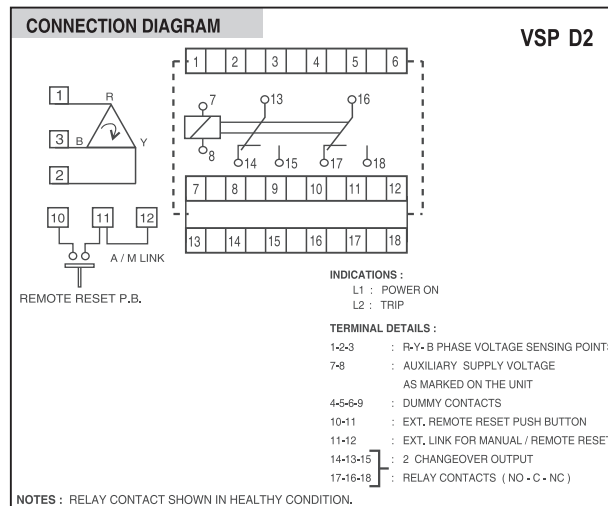 CONNECTION DIAGRAM
VSP D2
1 2 3 4 5 6
1
R
3
B
Y
2
7
13
16
8
14
15
17
18
7 8 9 10 11 12
13 14 15 16 17 18
10 11 12
A / M LINK
REMOTE RESET P.B.
INDICATIONS :
L1 : POWER ON
L2 : TRIP
TERMINAL DETAILS :
1-2-3 : R-Y- B PHASE VOLTAGE SENSING POINTS
7-8 : AUXILIARY SUPPLY VOLTAGE
AS MARKED ON THE UNIT
4-5-6-9 : DUMMY CONTACTS
10-11 : EXT. REMOTE RESET PUSH BUTTON
11-12 : EXT. LINK FOR MANUAL / REMOTE RESET
14-13-15 : 2 CHANGEOVER OUTPUT
17-16-18 : RELAY CONTACTS ( NO - C - NC )
NOTES : RELAY CONTACT SHOWN IN HEALTHY CONDITION.